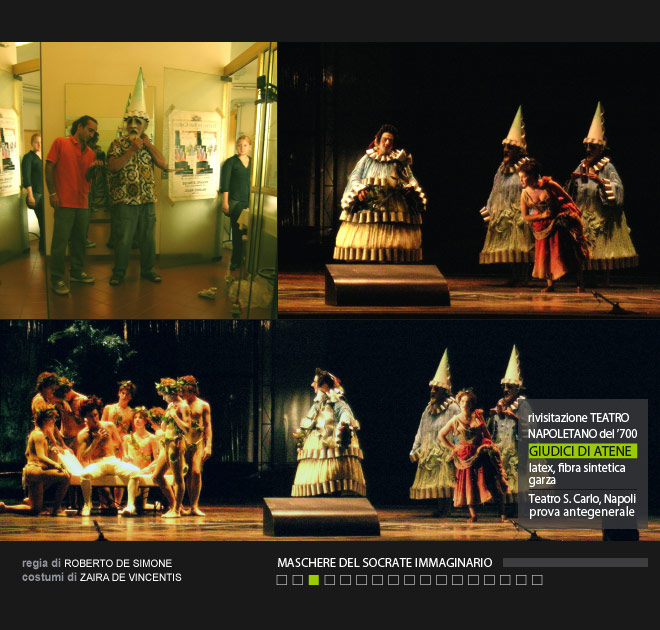 rivisitazione TEATRO
NAPOLETANO del '700
GIUDICI DI ATENE
latex, fibra sintetica
garza
Teatro S. Carlo, Napoli
prova antegenerale
regia di ROBERTO DE SIMONE
costumi di ZAIRA DE VINCENTIS
MASCHERE DEL SOCRATE IMMAGINARIO